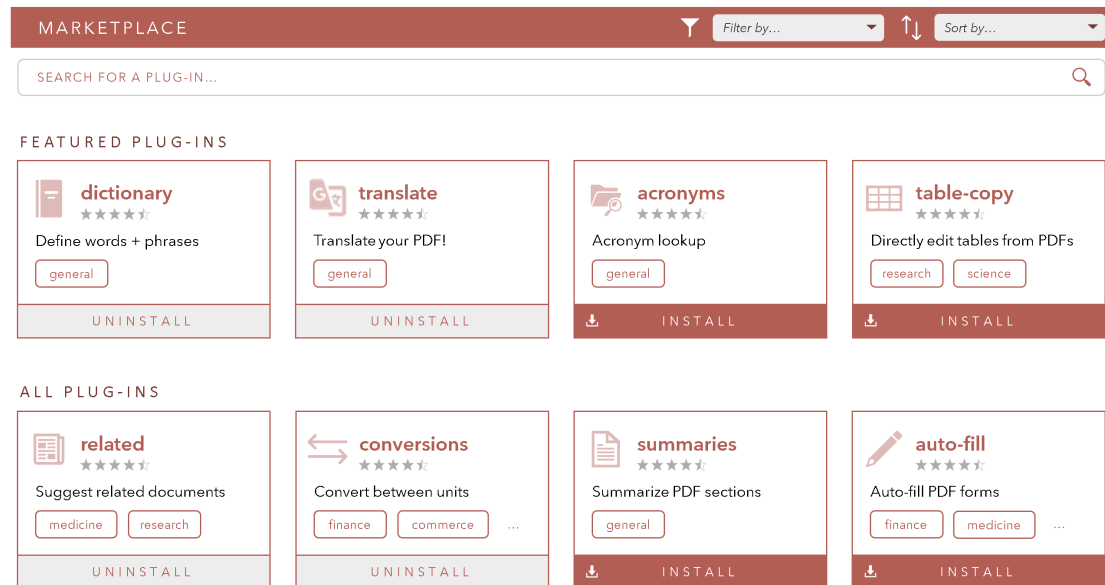 MARKETPLACE Filter by... Sort by...
SEARCH FOR A PLUG-IN...
FEATURED PLUG-INS
dictionary
Define words + phrases
general
UNINSTALL
translate
Translate your PDF!
general
UNINSTALL
acronyms
Acronym lookup
general
INSTALL
table-copy
Directly edit tables from PDFs
research science
INSTALL
ALL PLUG-INS
related
Suggest related documents
medicine research
UNINSTALL
conversions
Convert between units
finance commerce ...
UNINSTALL
summaries
Summarize PDF sections
general
INSTALL
auto-fill
Auto-fill PDF forms
finance medicine ...
INSTALL